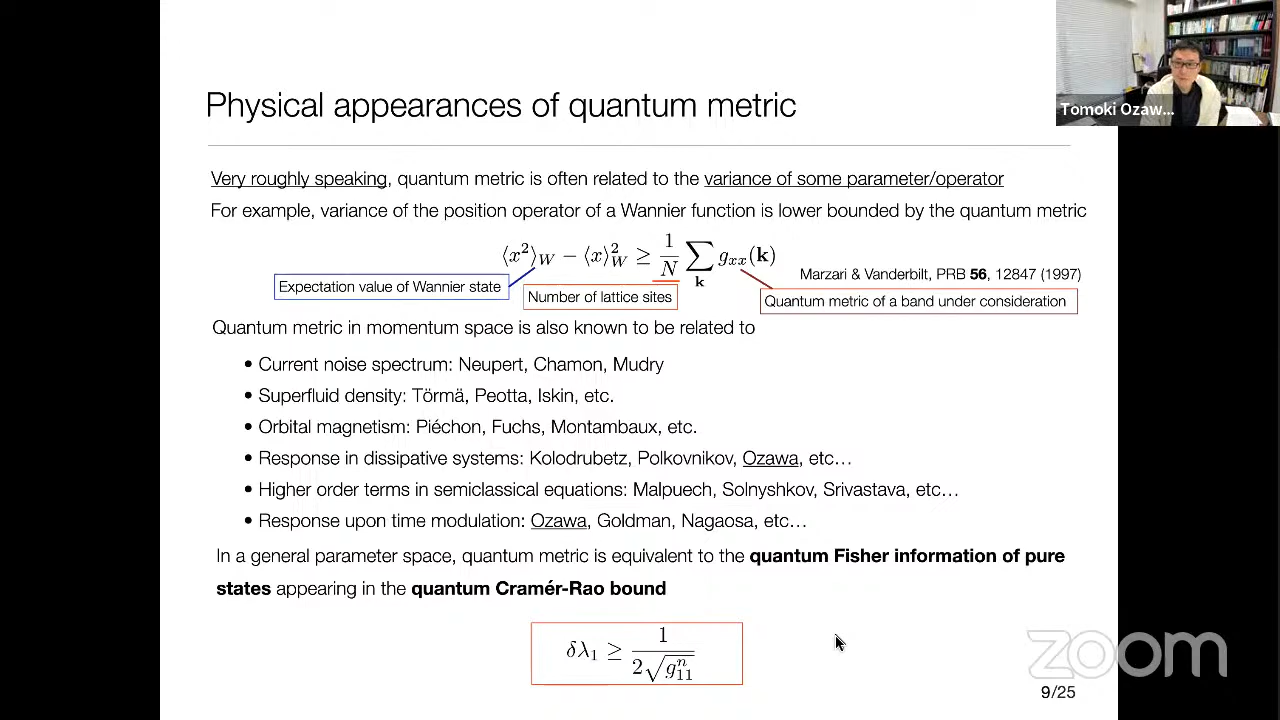 Physical appearances of quantum metric
Tomoki Ozaw...
Very roughly speaking, quantum metric is often related to the variance of some parameter/operator
For example, variance of the position operator of a Wannier function is lower bounded by the quantum metric
⟨x²⟩_W − ⟨x⟩²_W ≥ 1/N ∑_k g_xx(k)
Marzari & Vanderbilt, PRB 56, 12847 (1997)
Expectation value of Wannier state
Number of lattice sites
Quantum metric of a band under consideration
Quantum metric in momentum space is also known to be related to
• Current noise spectrum: Neupert, Chamon, Mudry
• Superfluid density: Törmä, Peotta, Iskin, etc.
• Orbital magnetism: Piéchon, Fuchs, Montambaux, etc.
• Response in dissipative systems: Kolodrubetz, Polkovnikov, Ozawa, etc…
• Higher order terms in semiclassical equations: Malpuech, Solnyshkov, Srivastava, etc…
• Response upon time modulation: Ozawa, Goldman, Nagaosa, etc…
In a general parameter space, quantum metric is equivalent to the quantum Fisher information of pure
states appearing in the quantum Cramér-Rao bound
δλ₁ ≥ 1/(2√(g₁₁ⁿ))
zoom
9/25